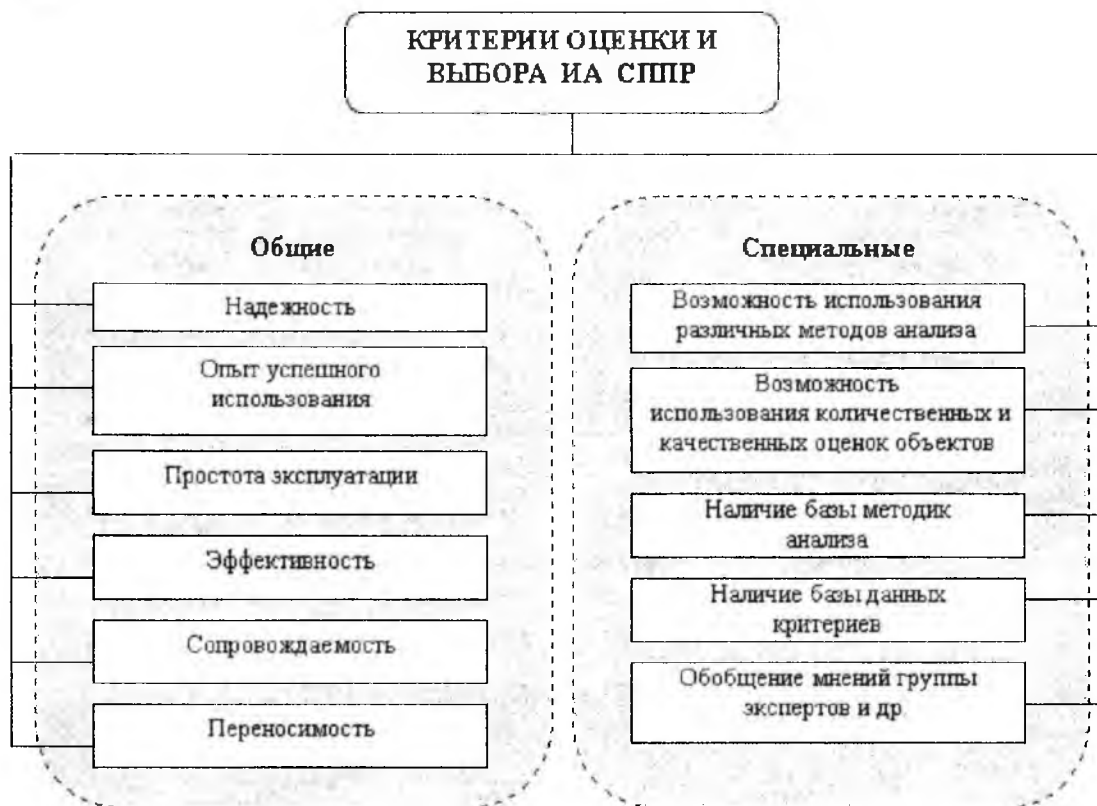 КРИТЕРИИ ОЦЕНКИ И
ВЫБОРА ИА СППР
Общие
Надежность
Опыт успешного
использования
Простота эксплуатации
Эффективность
Сопровождаемость
Переносимость
Специальные
Возможность использования
различных методов анализа
Возможность
использования количественных и
качественных оценок объектов
Наличие базы методик
анализа
Наличие базы данных
критериев
Обобщение мнений группы
экспертов и др